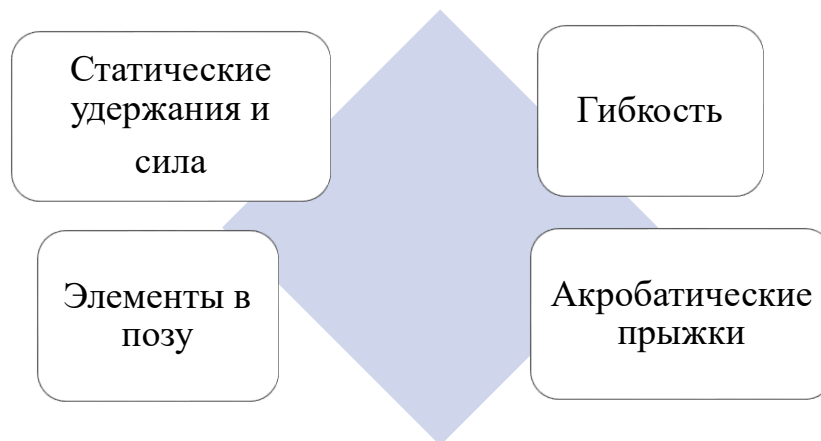 Статические
удержания и
сила
Гибкость
Элементы в
позу
Акробатические
прыжки